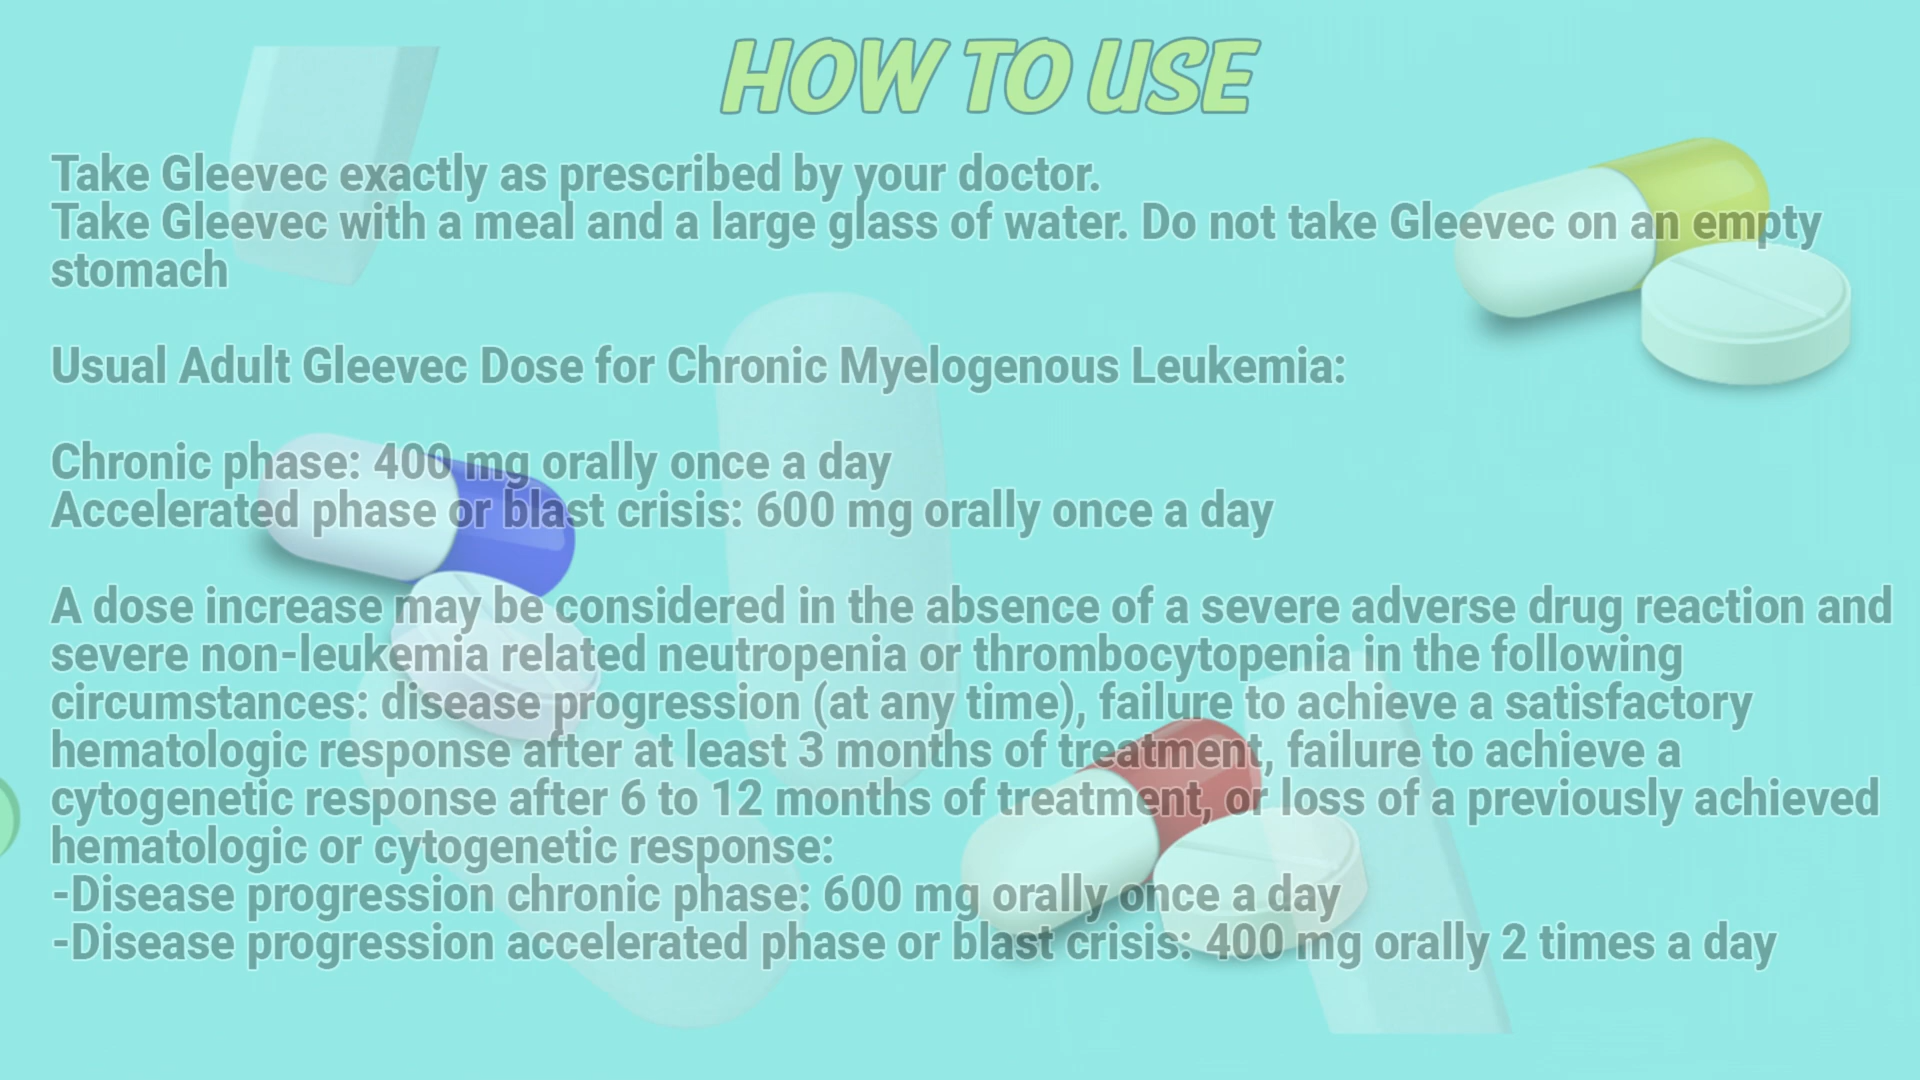 HOW TO USE
Take Gleevec exactly as prescribed by your doctor.
Take Gleevec with a meal and a large glass of water. Do not take Gleevec on an empty
stomach
Usual Adult Gleevec Dose for Chronic Myelogenous Leukemia:
Chronic phase: 400 mg orally once a day
Accelerated phase or blast crisis: 600 mg orally once a day
A dose increase may be considered in the absence of a severe adverse drug reaction and
severe non-leukemia related neutropenia or thrombocytopenia in the following
circumstances: disease progression (at any time), failure to achieve a satisfactory
hematologic response after at least 3 months of treatment, failure to achieve a
cytogenetic response after 6 to 12 months of treatment, or loss of a previously achieved
hematologic or cytogenetic response:
-Disease progression chronic phase: 600 mg orally once a day
-Disease progression accelerated phase or blast crisis: 400 mg orally 2 times a day